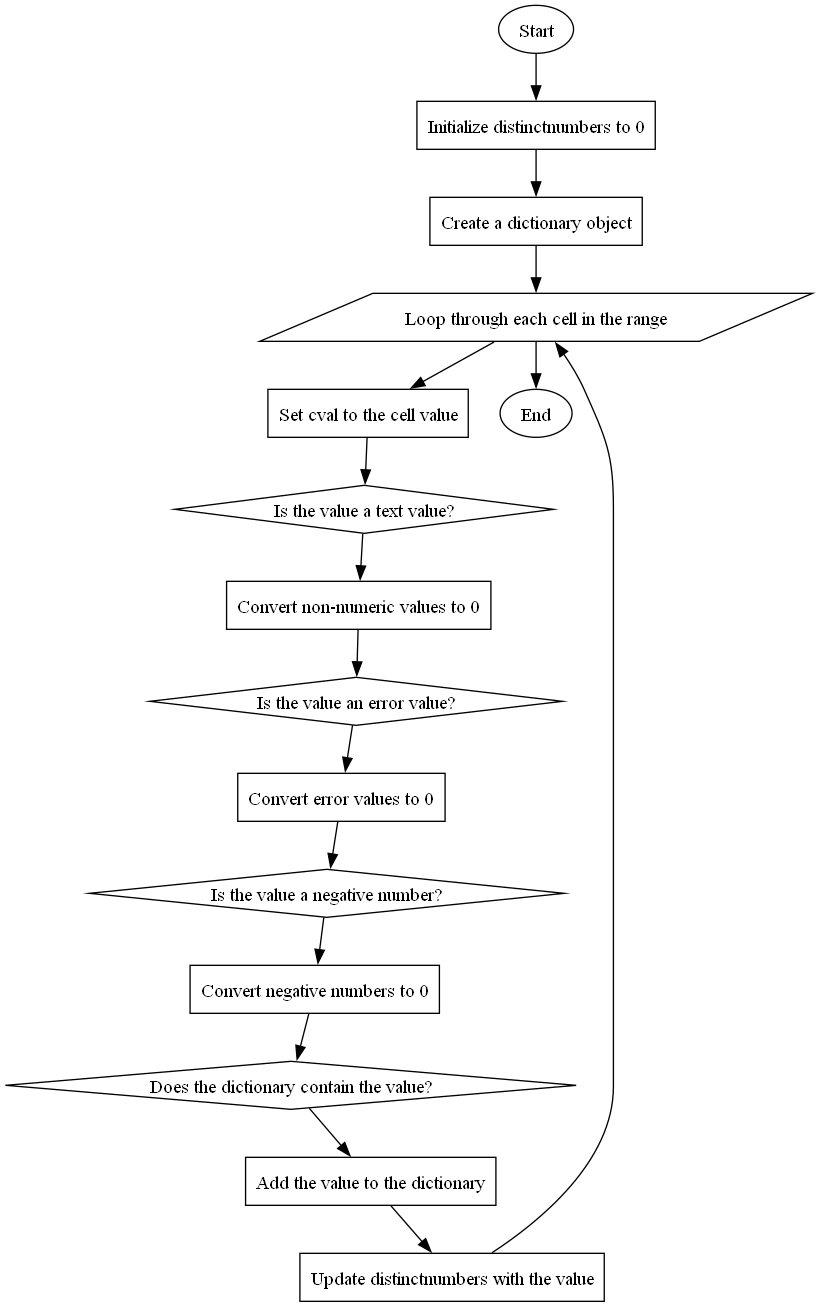 Start
Initialize distinctnumbers to 0
Create a dictionary object
Loop through each cell in the range
Set cval to the cell value
End
Is the value a text value?
Convert non-numeric values to 0
Is the value an error value?
Convert error values to 0
Is the value a negative number?
Convert negative numbers to 0
Does the dictionary contain the value?
Add the value to the dictionary
Update distinctnumbers with the value